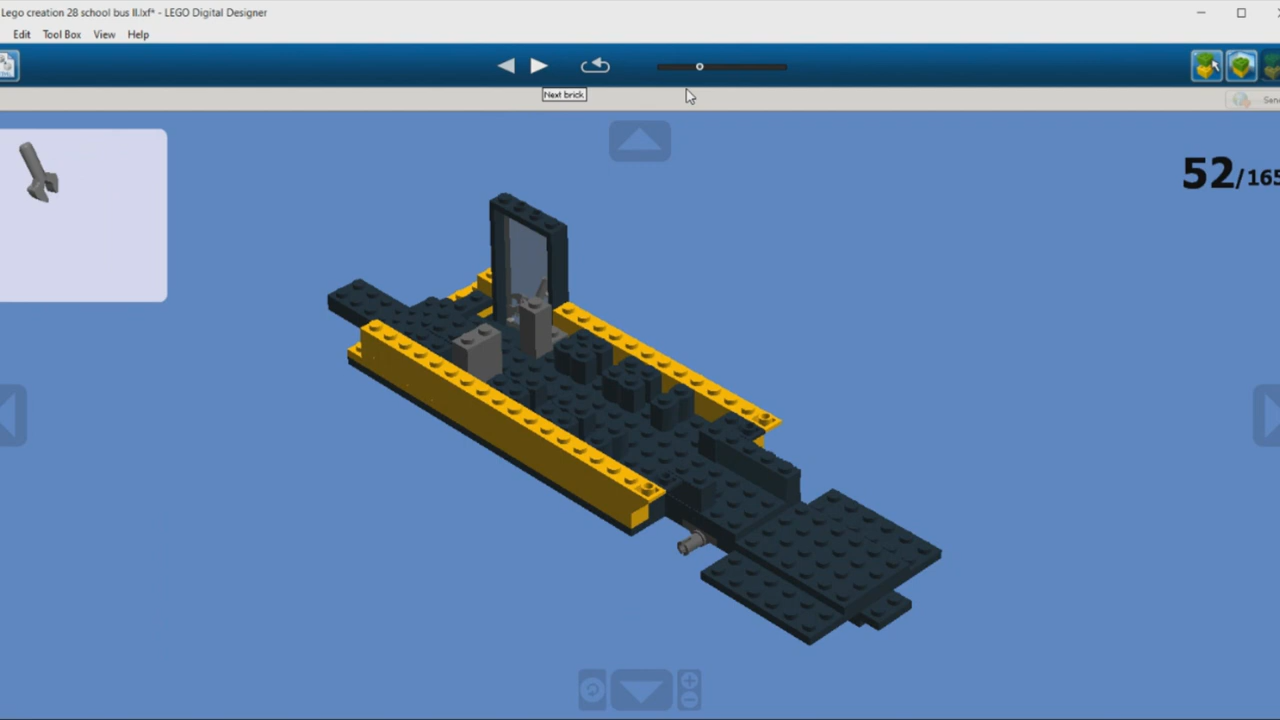 Lego creation 28 school bus II.lxf* - LEGO Digital Designer
Edit Tool Box View Help
Next brick
Sen
52/165